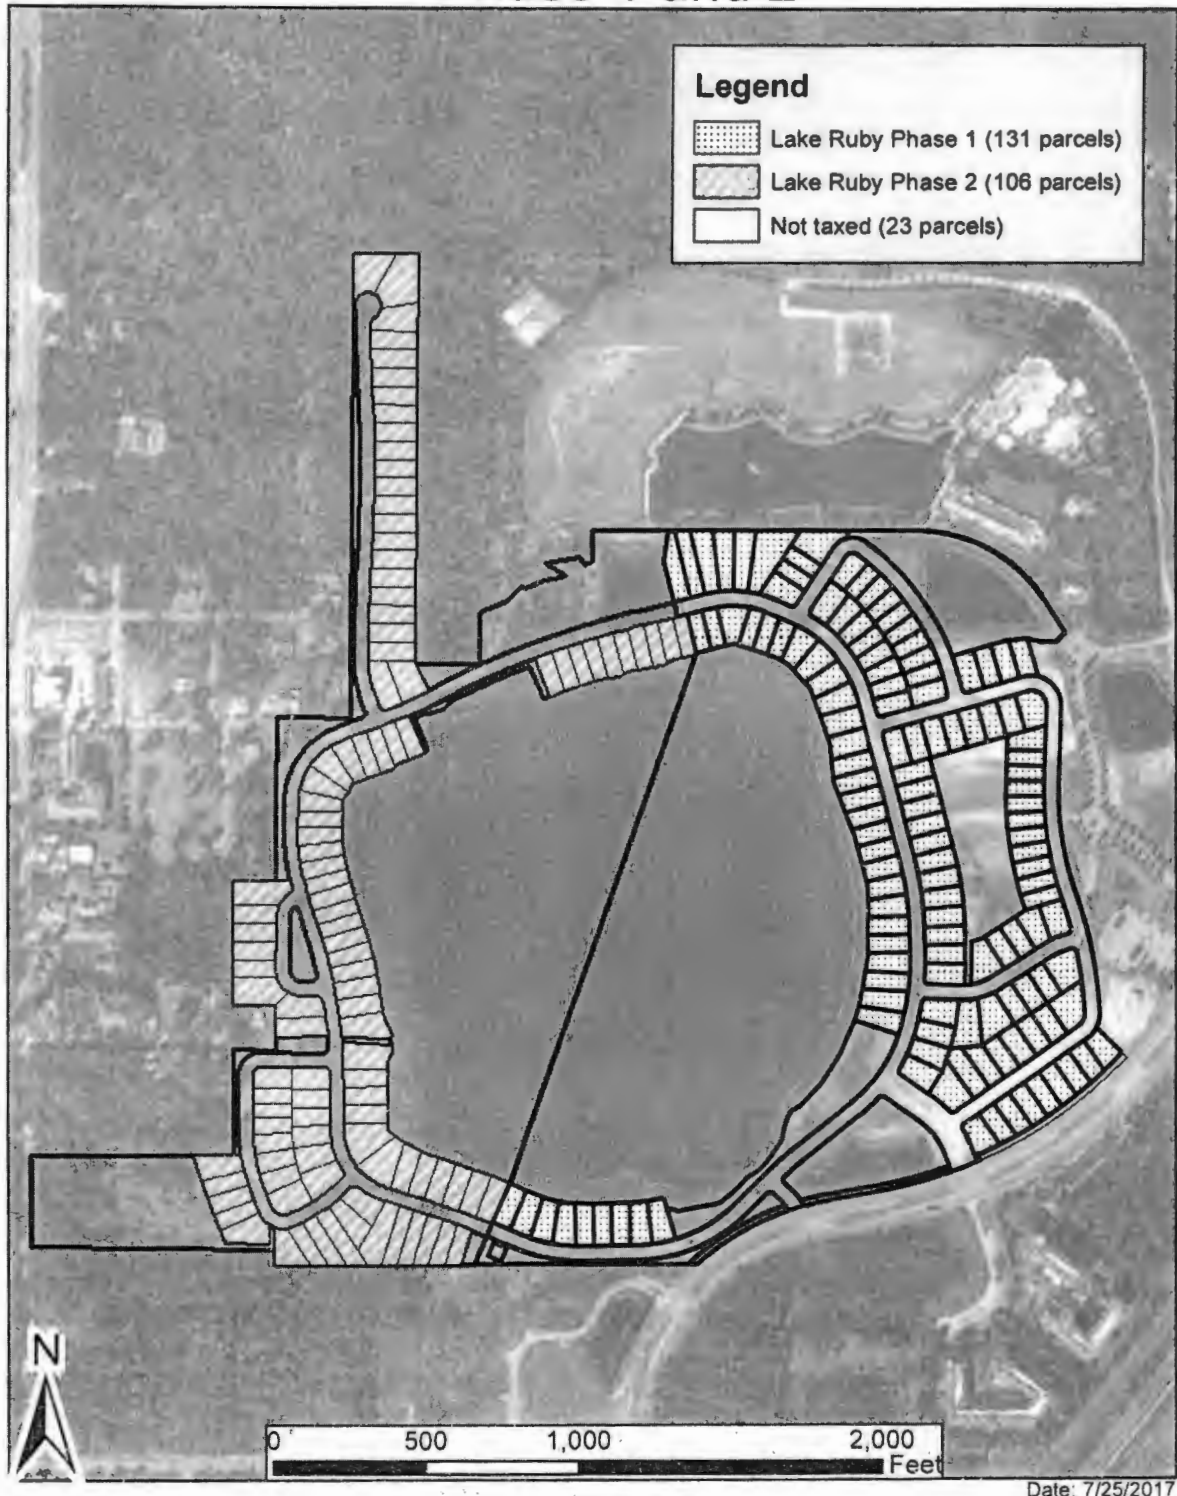 Legend
Lake Ruby Phase 1 (131 parcels)
Lake Ruby Phase 2 (106 parcels)
Not taxed (23 parcels)
N
0 500 1,000 2,000
Feet
Date: 7/25/2017